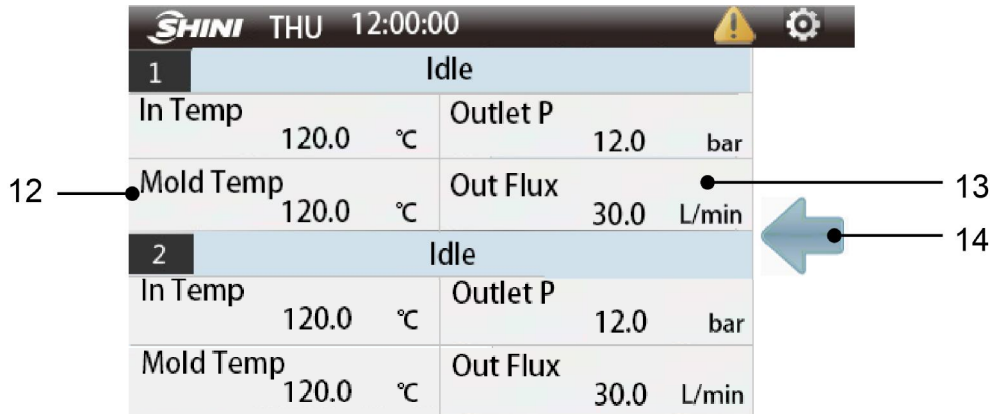 SHINI THU 12:00:00
1 Idle
In Temp Outlet P
120.0 ℃ 12.0 bar
12 Mold Temp Out Flux 13
120.0 ℃ 30.0 L/min
14
2 Idle
In Temp Outlet P
120.0 ℃ 12.0 bar
Mold Temp Out Flux
120.0 ℃ 30.0 L/min